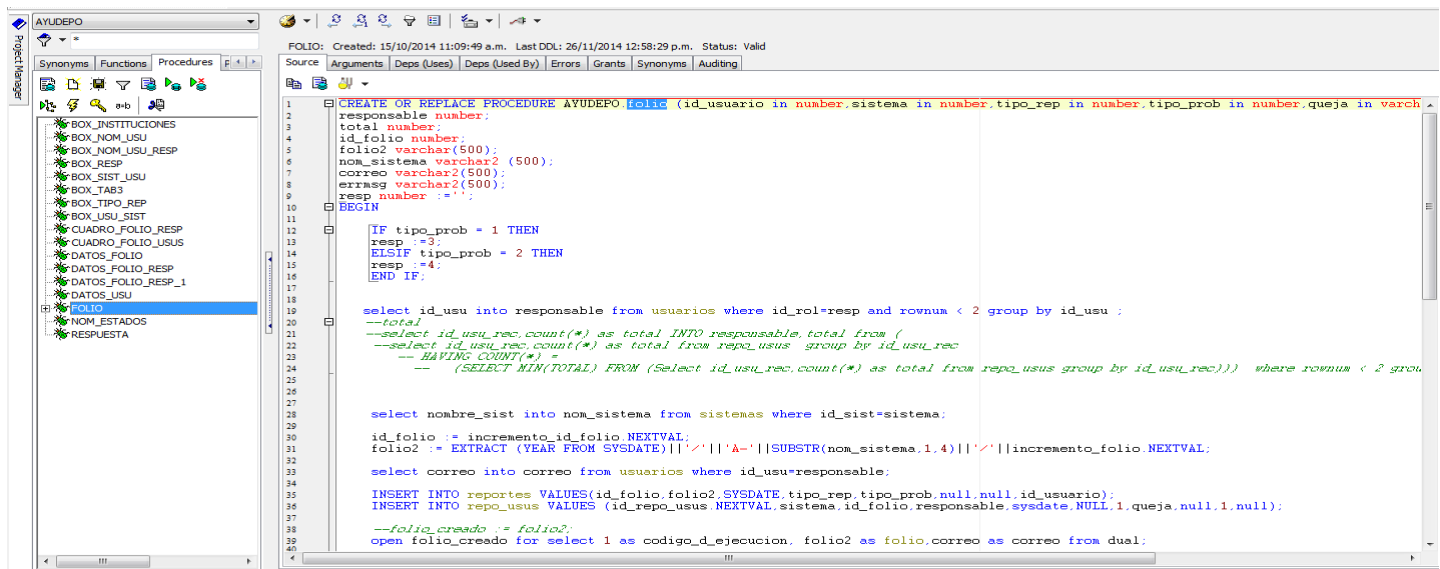 AYUDEPO
Project Manager
*
FOLIO: Created: 15/10/2014 11:09:49 a.m. Last DDL: 26/11/2014 12:58:29 p.m. Status: Valid
Synonyms Functions Procedures
Source Arguments Deps (Uses) Deps (Used By) Errors Grants Synonyms Auditing
BOX_INSTITUCIONES
BOX_NOM_USU
BOX_NOM_USU_RESP
BOX_RESP
BOX_SIST_USU
BOX_TAB3
BOX_TIPO_REP
BOX_USU_SIST
CUADRO_FOLIO_RESP
CUADRO_FOLIO_USUS
DATOS_FOLIO
DATOS_FOLIO_RESP
DATOS_FOLIO_RESP_1
DATOS_USU
FOLIO
NOM_ESTADOS
RESPUESTA
1 CREATE OR REPLACE PROCEDURE AYUDEPO.folio (id_usuario in number,sistema in number,tipo_rep in number,tipo_prob in number,queja in varch
2 responsable number;
3 total number;
4 id_folio number;
5 folio2 varchar(500);
6 nom_sistema varchar2 (500);
7 correo varchar2(500);
8 errmsg varchar2(500);
9 resp number :='';
10 BEGIN
11
12 IF tipo_prob = 1 THEN
13 resp :=3;
14 ELSIF tipo_prob = 2 THEN
15 resp :=4;
16 END IF;
17
18
19 select id_usu into responsable from usuarios where id_rol=resp and rownum < 2 group by id_usu ;
20 --total
21 --select id_usu_rec,count(*) as total INTO responsable,total from (
22 --select id_usu_rec,count(*) as total from repo_usus group by id_usu_rec
23 -- HAVING COUNT(*) =
24 -- (SELECT MIN(TOTAL) FROM (Select id_usu_rec,count(*) as total from repo_usus group by id_usu_rec))) where rownum < 2 grou
25
26
27
28 select nombre_sist into nom_sistema from sistemas where id_sist=sistema;
29
30 id_folio := incremento_id_folio.NEXTVAL;
31 folio2 := EXTRACT (YEAR FROM SYSDATE)||'/'||'A-'||SUBSTR(nom_sistema,1,4)||'/'||incremento_folio.NEXTVAL;
32
33 select correo into correo from usuarios where id_usu=responsable;
34
35 INSERT INTO reportes VALUES(id_folio,folio2,SYSDATE,tipo_rep,tipo_prob,null,null,id_usuario);
36 INSERT INTO repo_usus VALUES (id_repo_usus.NEXTVAL,sistema,id_folio,responsable,sysdate,NULL,1,queja,null,1,null);
37
38 --folio_creado := folio2;
39 open folio_creado for select 1 as codigo_d_ejecucion, folio2 as folio,correo as correo from dual;
40